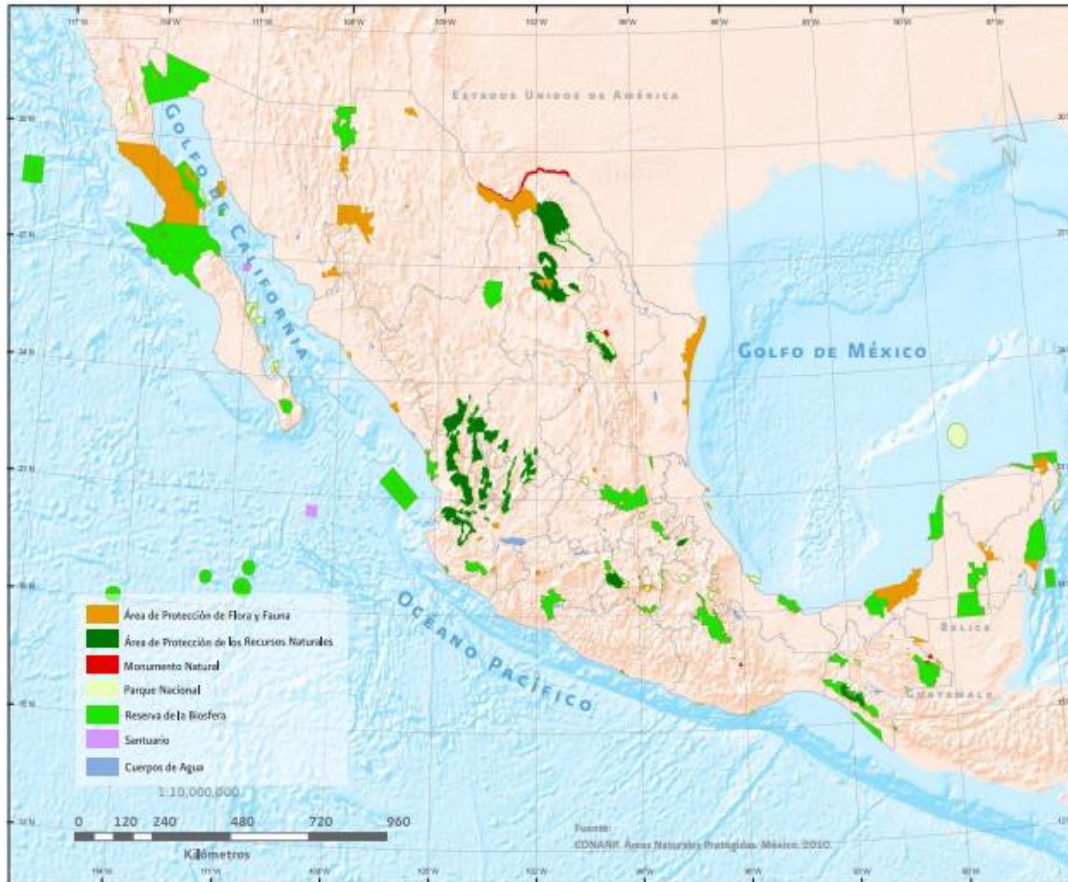 ESTADOS UNIDOS DE AMÉRICA
N
GOLFO DE CALIFORNIA
GOLFO DE MÉXICO
OCÉANO PACÍFICO
BELICE
GUATEMALA
Área de Protección de Flora y Fauna
Área de Protección de los Recursos Naturales
Monumento Natural
Parque Nacional
Reserva de la Biosfera
Santuario
Cuerpos de Agua
1:10,000,000
0 120 240 480 720 960
Kilómetros
Fuente:
CONANP. Áreas Naturales Protegidas. México. 2010.